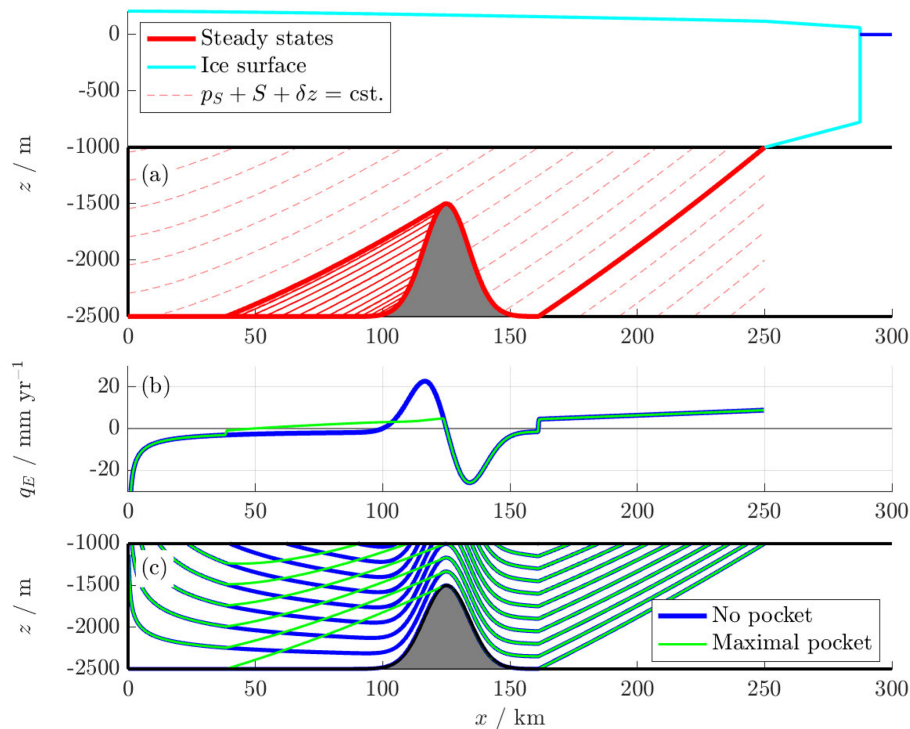 0
-500
-1000
-1500
-2000
-2500
z / m
Steady states
Ice surface
p_S + S + δz = cst.
(a)
0 50 100 150 200 250 300
20
0
-20
q_E / mm yr⁻¹
(b)
0 50 100 150 200 250 300
-1000
-1500
-2000
-2500
z / m
(c)
No pocket
Maximal pocket
0 50 100 150 200 250 300
x / km